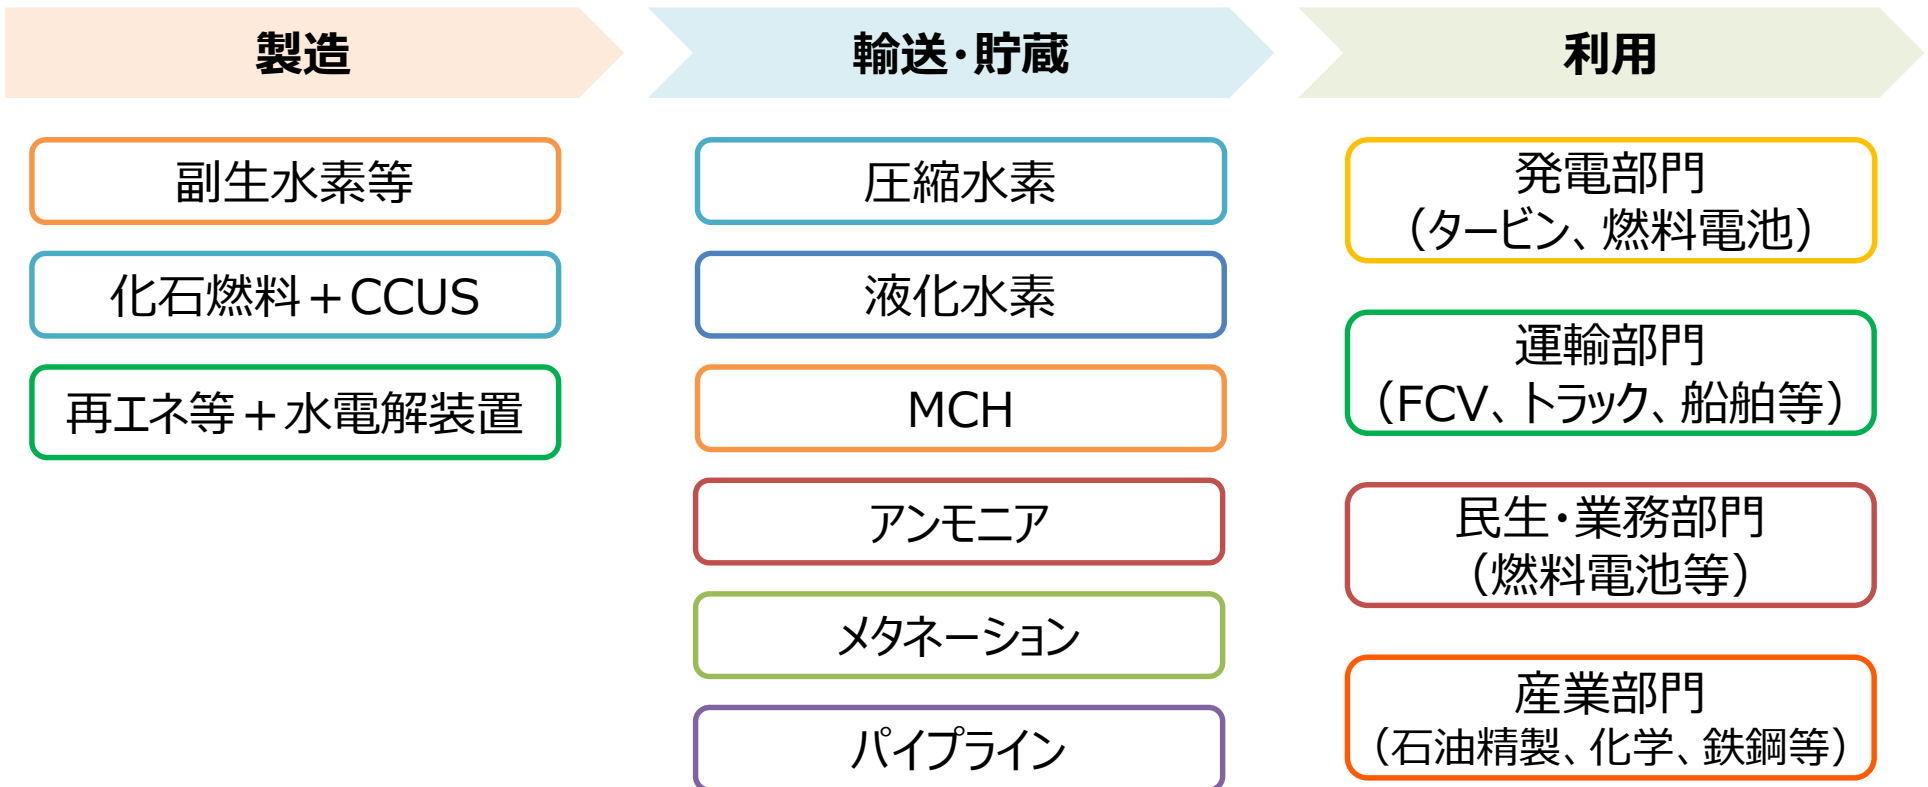 製造
輸送・貯蔵
利用
副生水素等
化石燃料+CCUS
再エネ等+水電解装置
圧縮水素
液化水素
MCH
アンモニア
メタネーション
パイプライン
発電部門
(タービン、燃料電池)
運輸部門
(FCV、トラック、船舶等)
民生・業務部門
(燃料電池等)
産業部門
(石油精製、化学、鉄鋼等)